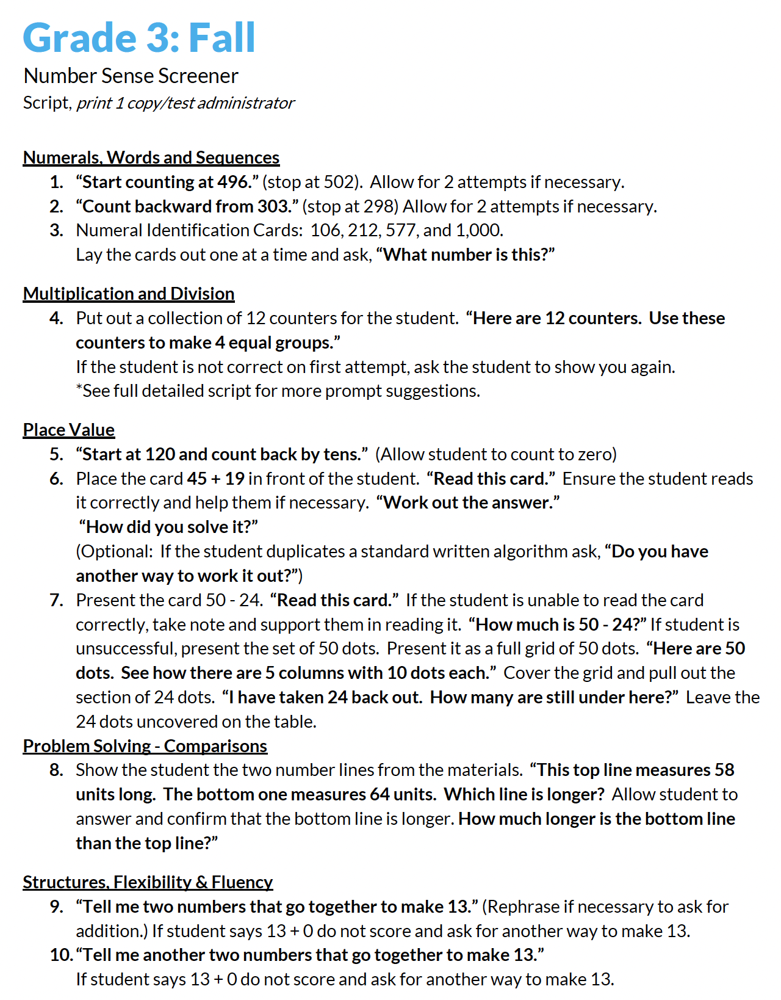 Grade 3: Fall
Number Sense Screener
Script, print 1 copy/test administrator
Numerals, Words and Sequences
1. “Start counting at 496.” (stop at 502).  Allow for 2 attempts if necessary.
2. “Count backward from 303.” (stop at 298) Allow for 2 attempts if necessary.
3. Numeral Identification Cards:  106, 212, 577, and 1,000.
Lay the cards out one at a time and ask, “What number is this?”
Multiplication and Division
4. Put out a collection of 12 counters for the student.  “Here are 12 counters.  Use these
counters to make 4 equal groups.”
If the student is not correct on first attempt, ask the student to show you again.
*See full detailed script for more prompt suggestions.
Place Value
5. “Start at 120 and count back by tens.”  (Allow student to count to zero)
6. Place the card 45 + 19 in front of the student.  “Read this card.”  Ensure the student reads
it correctly and help them if necessary.  “Work out the answer.”
“How did you solve it?”
(Optional:  If the student duplicates a standard written algorithm ask, “Do you have
another way to work it out?”)
7. Present the card 50 - 24.  “Read this card.”  If the student is unable to read the card
correctly, take note and support them in reading it.  “How much is 50 - 24?” If student is
unsuccessful, present the set of 50 dots.  Present it as a full grid of 50 dots.  “Here are 50
dots.  See how there are 5 columns with 10 dots each.”  Cover the grid and pull out the
section of 24 dots.  “I have taken 24 back out.  How many are still under here?”  Leave the
24 dots uncovered on the table.
Problem Solving - Comparisons
8. Show the student the two number lines from the materials.  “This top line measures 58
units long.  The bottom one measures 64 units.  Which line is longer?  Allow student to
answer and confirm that the bottom line is longer. How much longer is the bottom line
than the top line?”
Structures, Flexibility & Fluency
9. “Tell me two numbers that go together to make 13.” (Rephrase if necessary to ask for
addition.) If student says 13 + 0 do not score and ask for another way to make 13.
10. “Tell me another two numbers that go together to make 13.”
If student says 13 + 0 do not score and ask for another way to make 13.